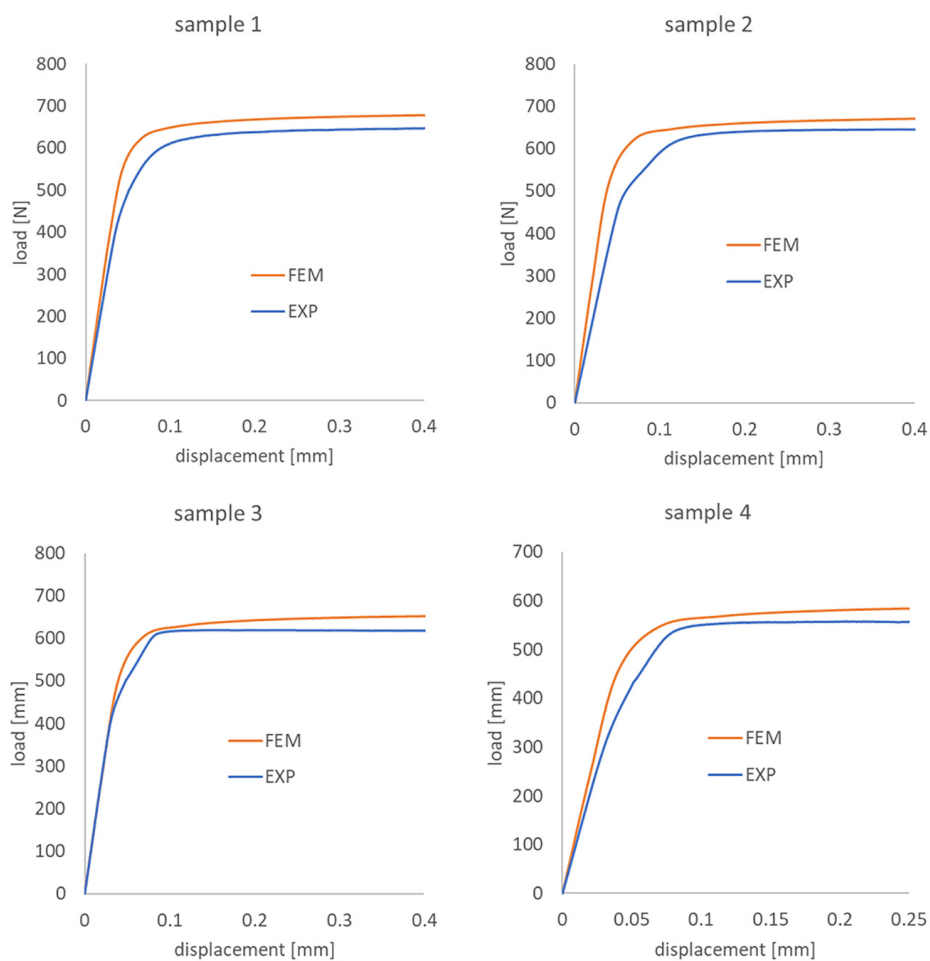 sample 1
800
700
600
500
400
300
200
100
0
load [N]
FEM
EXP
0 0.1 0.2 0.3 0.4
displacement [mm]
sample 2
800
700
600
500
400
300
200
100
0
load [N]
FEM
EXP
0 0.1 0.2 0.3 0.4
displacement [mm]
sample 3
800
700
600
500
400
300
200
100
0
load [mm]
FEM
EXP
0 0.1 0.2 0.3 0.4
displacement [mm]
sample 4
700
600
500
400
300
200
100
0
load [mm]
FEM
EXP
0 0.05 0.1 0.15 0.2 0.25
displacement [mm]